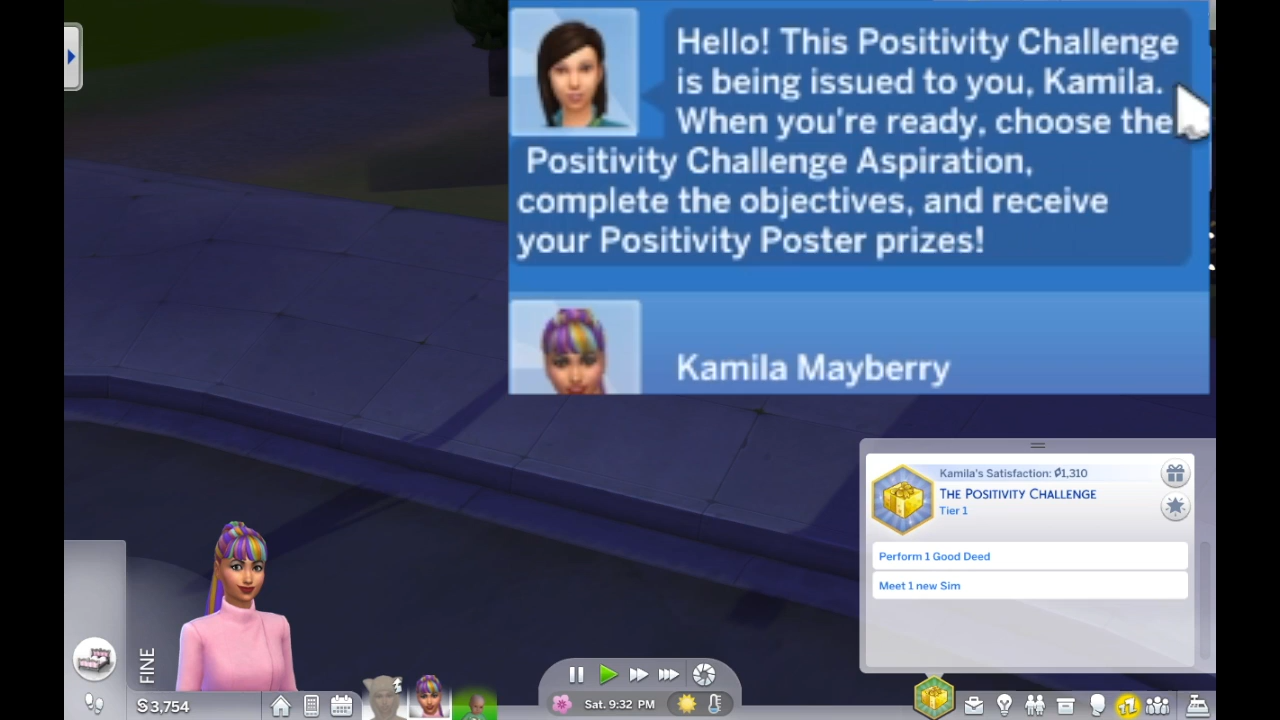 Hello! This Positivity Challenge
is being issued to you, Kamila.
When you're ready, choose the
Positivity Challenge Aspiration,
complete the objectives, and receive
your Positivity Poster prizes!
Kamila Mayberry
Kamila's Satisfaction: 1,310
THE POSITIVITY CHALLENGE
Tier 1
Perform 1 Good Deed
Meet 1 new Sim
FINE
§3,754
Sat. 9:32 PM